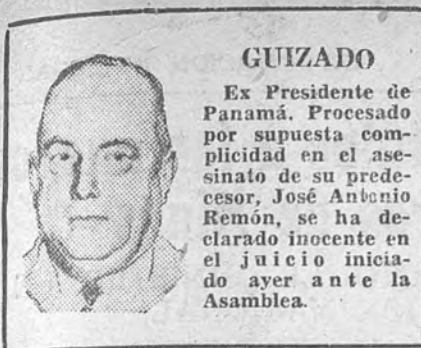 GUIZADO
Ex Presidente de
Panamá. Procesado
por supuesta com-
plicidad en el ase-
sinato de su prede-
cesor, José Antonio
Remón, se ha de-
clarado inocente en
el juicio inicia-
do ayer ante la
Asamblea.